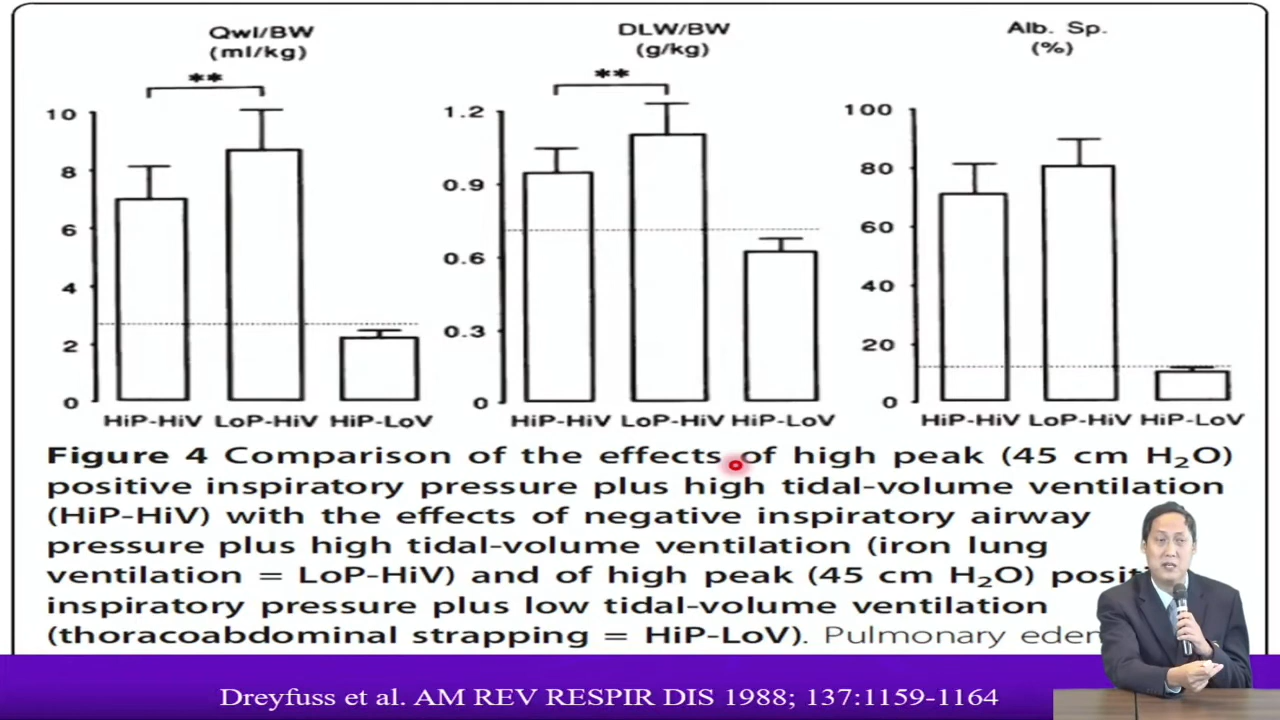 Qwl/BW
(ml/kg)
**
10
8
6
4
2
0
HiP-HiV LoP-HiV HiP-LoV
DLW/BW
(g/kg)
**
1.2
0.9
0.6
0.3
0
HiP-HiV LoP-HiV HiP-LoV
Alb. Sp.
(%)
100
80
60
40
20
0
HiP-HiV LoP-HiV HiP-LoV
Figure 4 Comparison of the effects of high peak (45 cm H₂O)
positive inspiratory pressure plus high tidal-volume ventilation
(HiP-HiV) with the effects of negative inspiratory airway
pressure plus high tidal-volume ventilation (iron lung
ventilation = LoP-HiV) and of high peak (45 cm H₂O)
inspiratory pressure plus low tidal-volume ventilation
(thoracoabdominal strapping = HiP-LoV). Pulmonary
Dreyfuss et al. AM REV RESPIR DIS 1988; 137:1159-1164